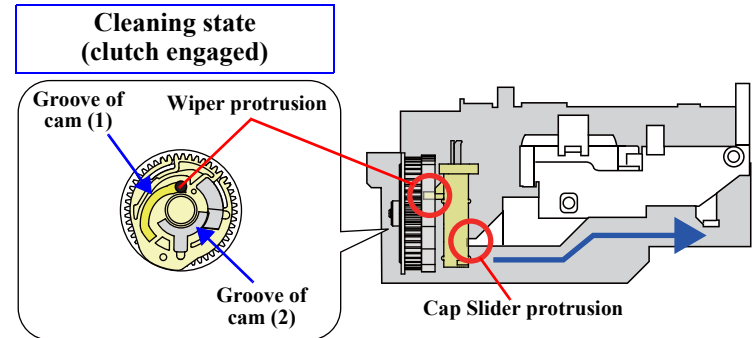 Cleaning state
(clutch engaged)
Groove of
cam (1)
Wiper protrusion
Groove of
cam (2)
Cap Slider protrusion